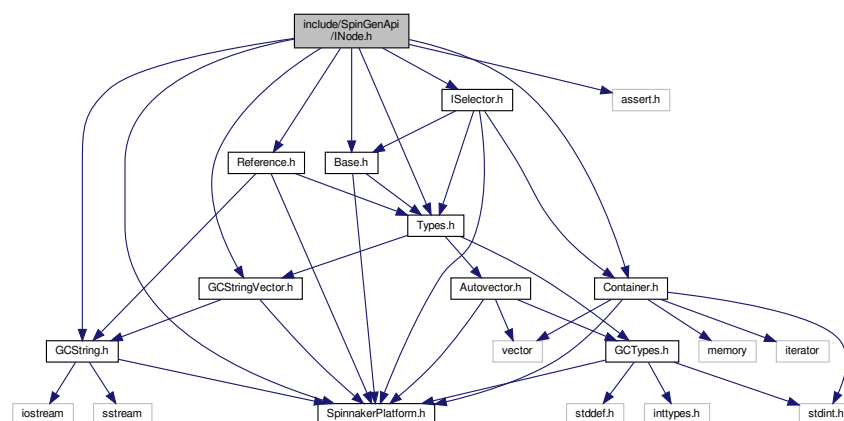 include/SpinGenApi
/INode.h
ISelector.h
assert.h
Reference.h
Base.h
Types.h
GCStringVector.h
Autovector.h
Container.h
GCString.h
vector
GCTypes.h
memory
iterator
iostream
sstream
SpinnakerPlatform.h
stddef.h
inttypes.h
stdint.h